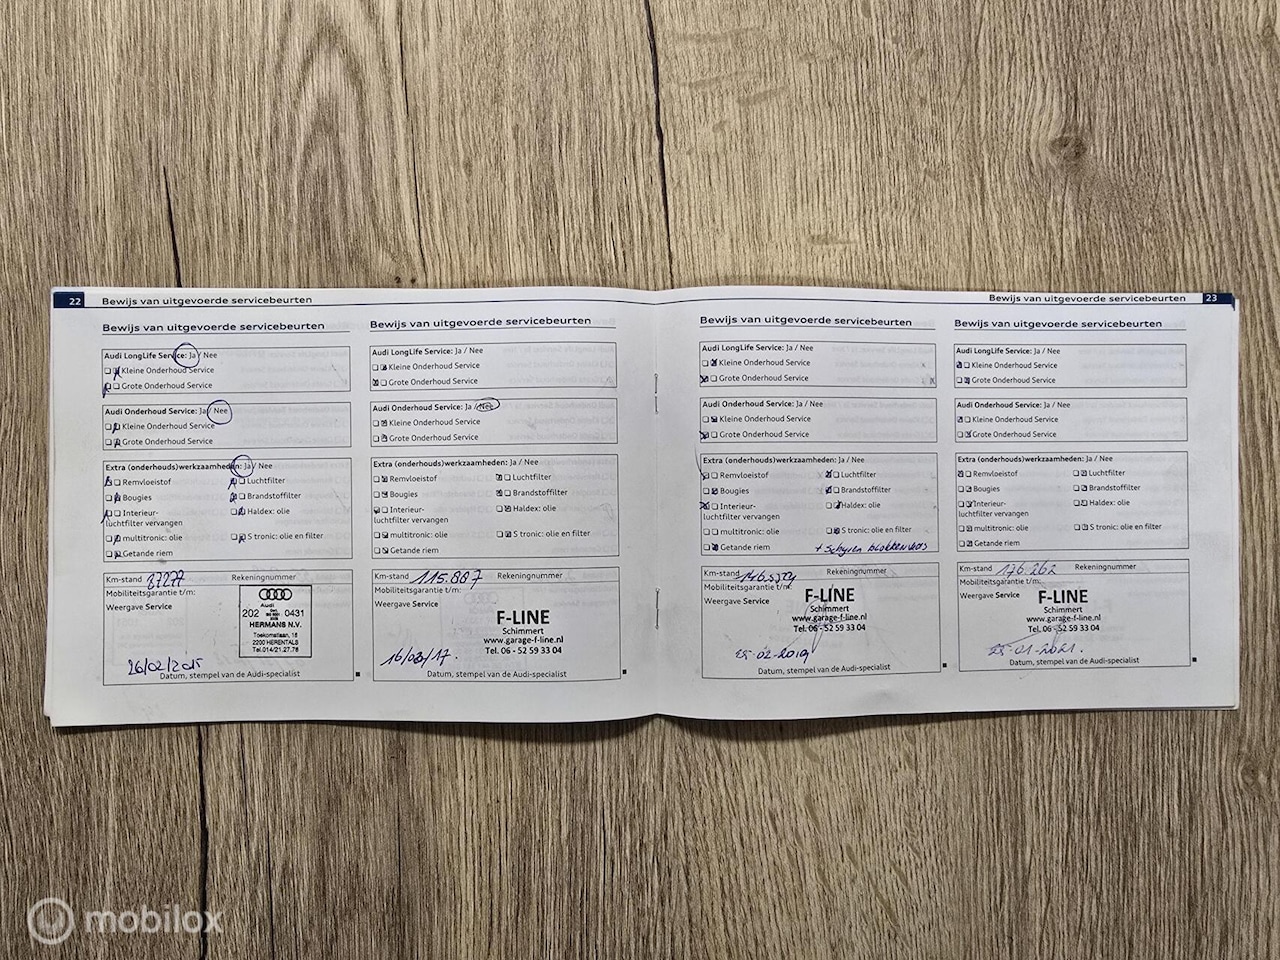 22 Bewijs van uitgevoerde servicebeurten
Bewijs van uitgevoerde servicebeurten
Audi LongLife Service: Ja / Nee
Kleine Onderhoud Service
Grote Onderhoud Service
Audi Onderhoud Service: Ja / Nee
Kleine Onderhoud Service
Grote Onderhoud Service
Extra (onderhouds)werkzaamheden: Ja / Nee
Remvloeistof Luchtfilter
Bougies Brandstoffilter
Interieur- Haldex: olie
luchtfilter vervangen
multitronic: olie S tronic: olie en filter
Getande riem
Km-stand 87277 Rekeningnummer
Mobiliteitsgarantie t/m:
Weergave Service
Audi
202 0431
HERMANS N.V.
Toekomstlaan, 16
2200 HERENTALS
Tel.014/21.27.78
26/02/2015
Datum, stempel van de Audi-specialist
Bewijs van uitgevoerde servicebeurten
Audi LongLife Service: Ja / Nee
Kleine Onderhoud Service
Grote Onderhoud Service
Audi Onderhoud Service: Ja / Nee
Kleine Onderhoud Service
Grote Onderhoud Service
Extra (onderhouds)werkzaamheden: Ja / Nee
Remvloeistof Luchtfilter
Bougies Brandstoffilter
Interieur- Haldex: olie
luchtfilter vervangen
multitronic: olie S tronic: olie en filter
Getande riem
Km-stand 115.887 Rekeningnummer
Mobiliteitsgarantie t/m:
Weergave Service
F-LINE
Schimmert
www.garage-f-line.nl
Tel. 06 - 52 59 33 04
16/03/17.
Datum, stempel van de Audi-specialist
Bewijs van uitgevoerde servicebeurten 23
Bewijs van uitgevoerde servicebeurten
Audi LongLife Service: Ja / Nee
Kleine Onderhoud Service
Grote Onderhoud Service
Audi Onderhoud Service: Ja / Nee
Kleine Onderhoud Service
Grote Onderhoud Service
Extra (onderhouds)werkzaamheden: Ja / Nee
Remvloeistof Luchtfilter
Bougies Brandstoffilter
Interieur- Haldex: olie
luchtfilter vervangen
multitronic: olie S tronic: olie en filter
Getande riem
Km-stand Rekeningnummer
Mobiliteitsgarantie t/m:
Weergave Service
F-LINE
Schimmert
www.garage-f-line.nl
Tel. 06 - 52 59 33 04
25-02-2019
Datum, stempel van de Audi-specialist
Bewijs van uitgevoerde servicebeurten
Audi LongLife Service: Ja / Nee
Kleine Onderhoud Service
Grote Onderhoud Service
Audi Onderhoud Service: Ja / Nee
Kleine Onderhoud Service
Grote Onderhoud Service
Extra (onderhouds)werkzaamheden: Ja / Nee
Remvloeistof Luchtfilter
Bougies Brandstoffilter
Interieur- Haldex: olie
luchtfilter vervangen
multitronic: olie S tronic: olie en filter
Getande riem
Km-stand 176.262 Rekeningnummer
Mobiliteitsgarantie t/m:
Weergave Service
F-LINE
Schimmert
www.garage-f-line.nl
Tel. 06 - 52 59 33 04
25-01-2021.
Datum, stempel van de Audi-specialist
mobilox